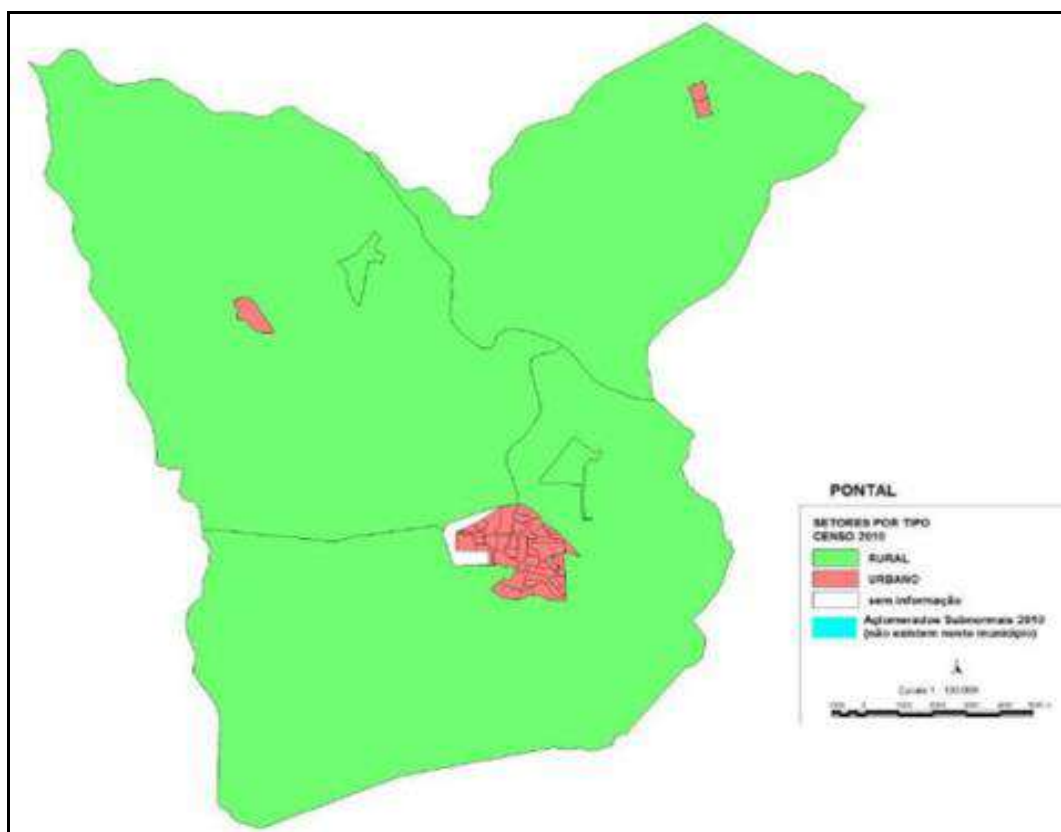 PONTAL
SETORES POR TIPO
CENSO 2010
RURAL
URBANO
sem informação
Aglomerados Subnormais 2010
(não existem neste município)